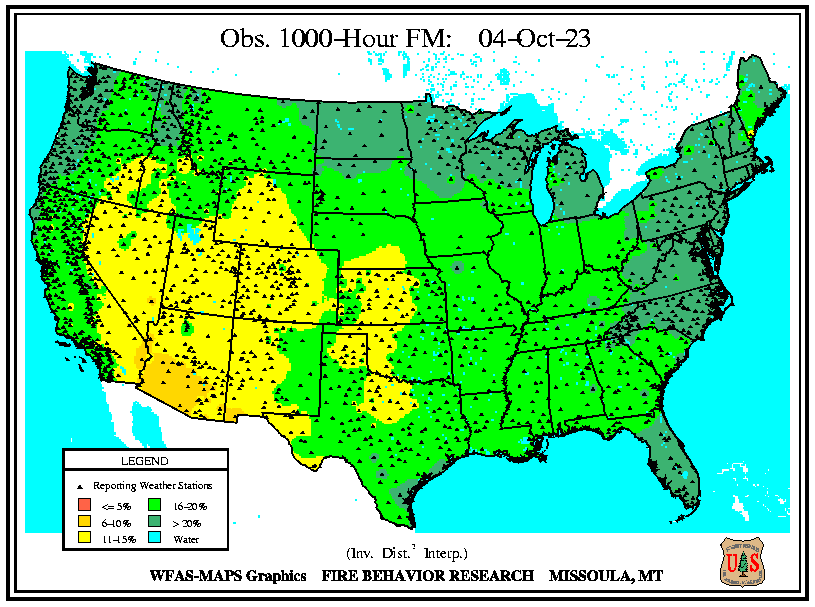 Obs. 1000-Hour FM: 04-Oct-23
LEGEND
Reporting Weather Stations
<= 5% 16-20%
6-10% > 20%
11-15% Water
(Inv. Dist.² Interp.)
WFAS-MAPS Graphics FIRE BEHAVIOR RESEARCH MISSOULA, MT
U S